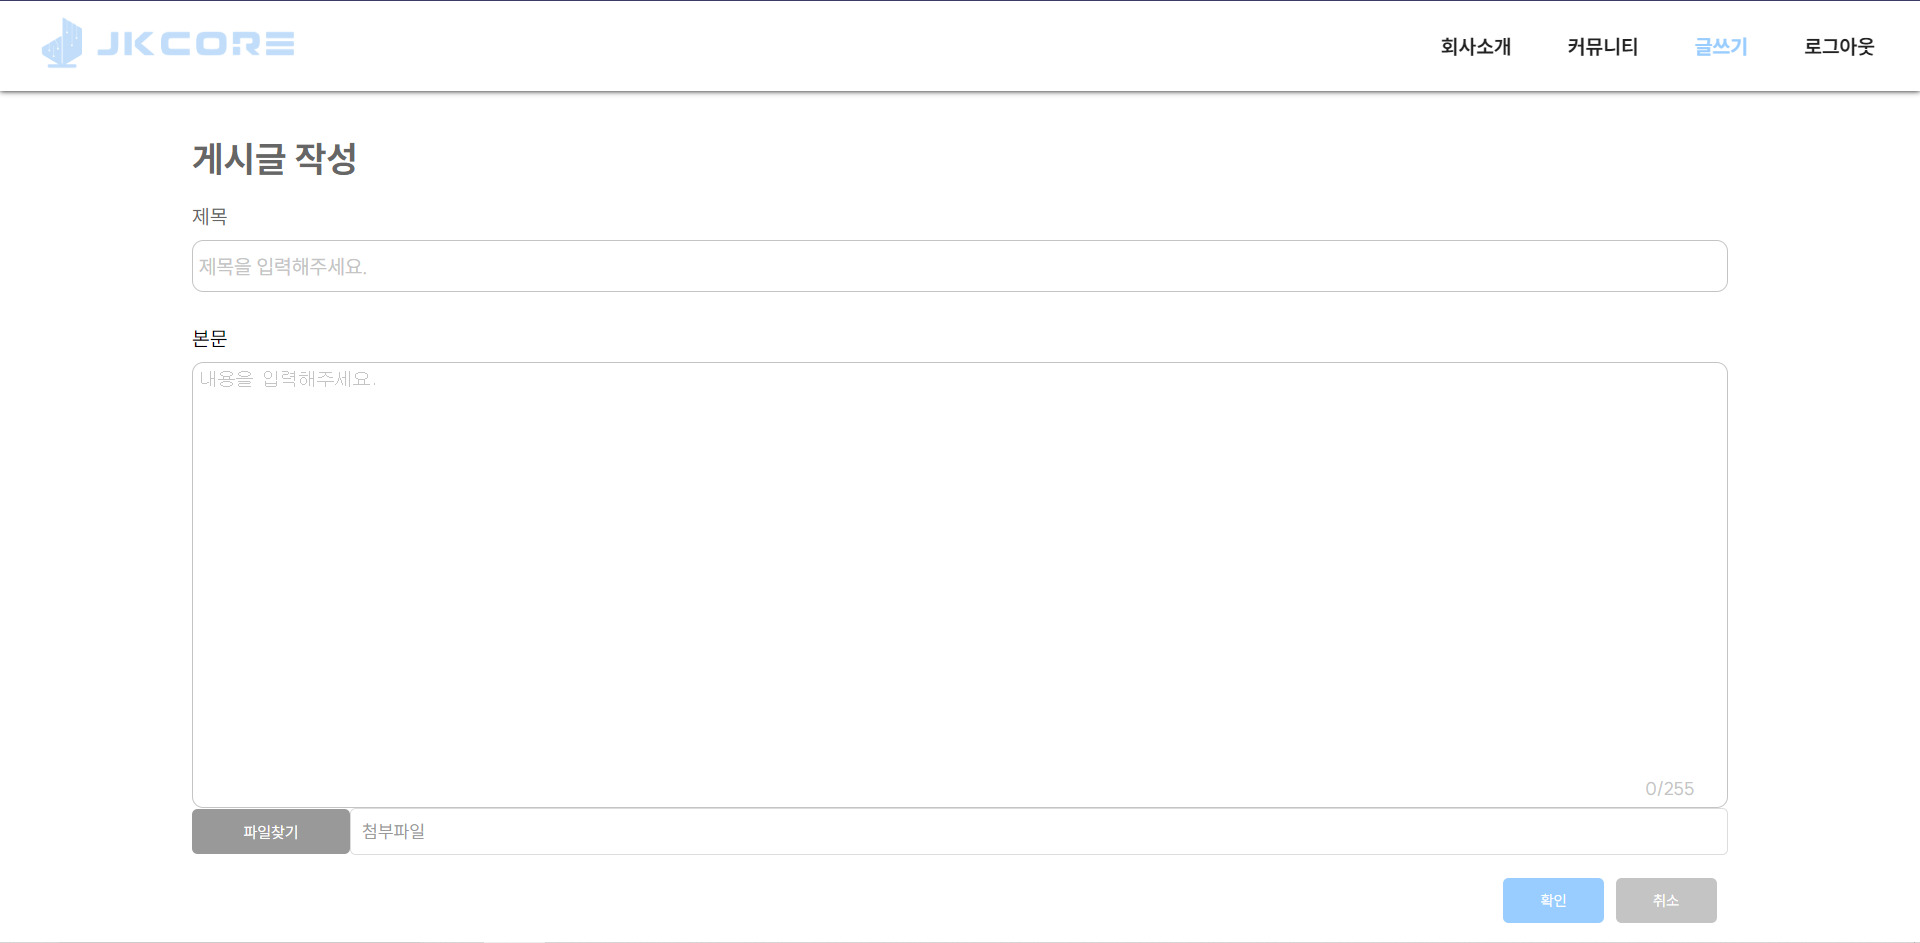 JKCORE
회사소개 커뮤니티 글쓰기 로그아웃
게시글 작성
제목
제목을 입력해주세요.
본문
내용을 입력해주세요.
0/255
파일찾기 첨부파일
확인 취소